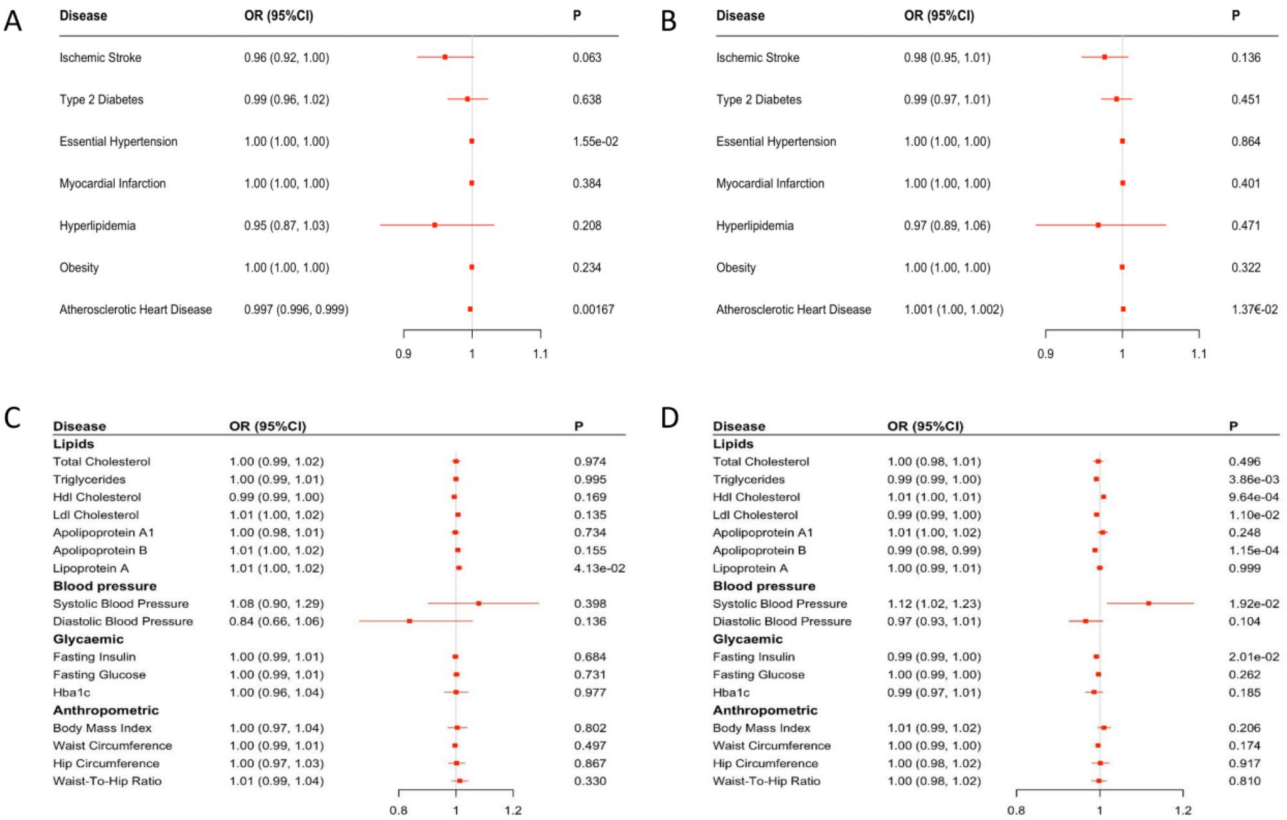 A
Disease OR (95%CI) P
Ischemic Stroke 0.96 (0.92, 1.00) 0.063
Type 2 Diabetes 0.99 (0.96, 1.02) 0.638
Essential Hypertension 1.00 (1.00, 1.00) 1.55e-02
Myocardial Infarction 1.00 (1.00, 1.00) 0.384
Hyperlipidemia 0.95 (0.87, 1.03) 0.208
Obesity 1.00 (1.00, 1.00) 0.234
Atherosclerotic Heart Disease 0.997 (0.996, 0.999) 0.00167
0.9 1 1.1
B
Disease OR (95%CI) P
Ischemic Stroke 0.98 (0.95, 1.01) 0.136
Type 2 Diabetes 0.99 (0.97, 1.01) 0.451
Essential Hypertension 1.00 (1.00, 1.00) 0.864
Myocardial Infarction 1.00 (1.00, 1.00) 0.401
Hyperlipidemia 0.97 (0.89, 1.06) 0.471
Obesity 1.00 (1.00, 1.00) 0.322
Atherosclerotic Heart Disease 1.001 (1.00, 1.002) 1.37€-02
0.9 1 1.1
C
Disease OR (95%CI) P
Lipids
Total Cholesterol 1.00 (0.99, 1.02) 0.974
Triglycerides 1.00 (0.99, 1.01) 0.995
Hdl Cholesterol 0.99 (0.99, 1.00) 0.169
Ldl Cholesterol 1.01 (1.00, 1.02) 0.135
Apolipoprotein A1 1.00 (0.98, 1.01) 0.734
Apolipoprotein B 1.01 (1.00, 1.02) 0.155
Lipoprotein A 1.01 (1.00, 1.02) 4.13e-02
Blood pressure
Systolic Blood Pressure 1.08 (0.90, 1.29) 0.398
Diastolic Blood Pressure 0.84 (0.66, 1.06) 0.136
Glycaemic
Fasting Insulin 1.00 (0.99, 1.01) 0.684
Fasting Glucose 1.00 (0.99, 1.01) 0.731
Hba1c 1.00 (0.96, 1.04) 0.977
Anthropometric
Body Mass Index 1.00 (0.97, 1.04) 0.802
Waist Circumference 1.00 (0.99, 1.01) 0.497
Hip Circumference 1.00 (0.97, 1.03) 0.867
Waist-To-Hip Ratio 1.01 (0.99, 1.04) 0.330
0.8 1 1.2
D
Disease OR (95%CI) P
Lipids
Total Cholesterol 1.00 (0.98, 1.01) 0.496
Triglycerides 0.99 (0.99, 1.00) 3.86e-03
Hdl Cholesterol 1.01 (1.00, 1.01) 9.64e-04
Ldl Cholesterol 0.99 (0.99, 1.00) 1.10e-02
Apolipoprotein A1 1.01 (1.00, 1.02) 0.248
Apolipoprotein B 0.99 (0.98, 0.99) 1.15e-04
Lipoprotein A 1.00 (0.99, 1.01) 0.999
Blood pressure
Systolic Blood Pressure 1.12 (1.02, 1.23) 1.92e-02
Diastolic Blood Pressure 0.97 (0.93, 1.01) 0.104
Glycaemic
Fasting Insulin 0.99 (0.99, 1.00) 2.01e-02
Fasting Glucose 1.00 (0.99, 1.00) 0.262
Hba1c 0.99 (0.97, 1.01) 0.185
Anthropometric
Body Mass Index 1.01 (0.99, 1.02) 0.206
Waist Circumference 1.00 (0.99, 1.00) 0.174
Hip Circumference 1.00 (0.98, 1.02) 0.917
Waist-To-Hip Ratio 1.00 (0.98, 1.02) 0.810
0.8 1 1.2